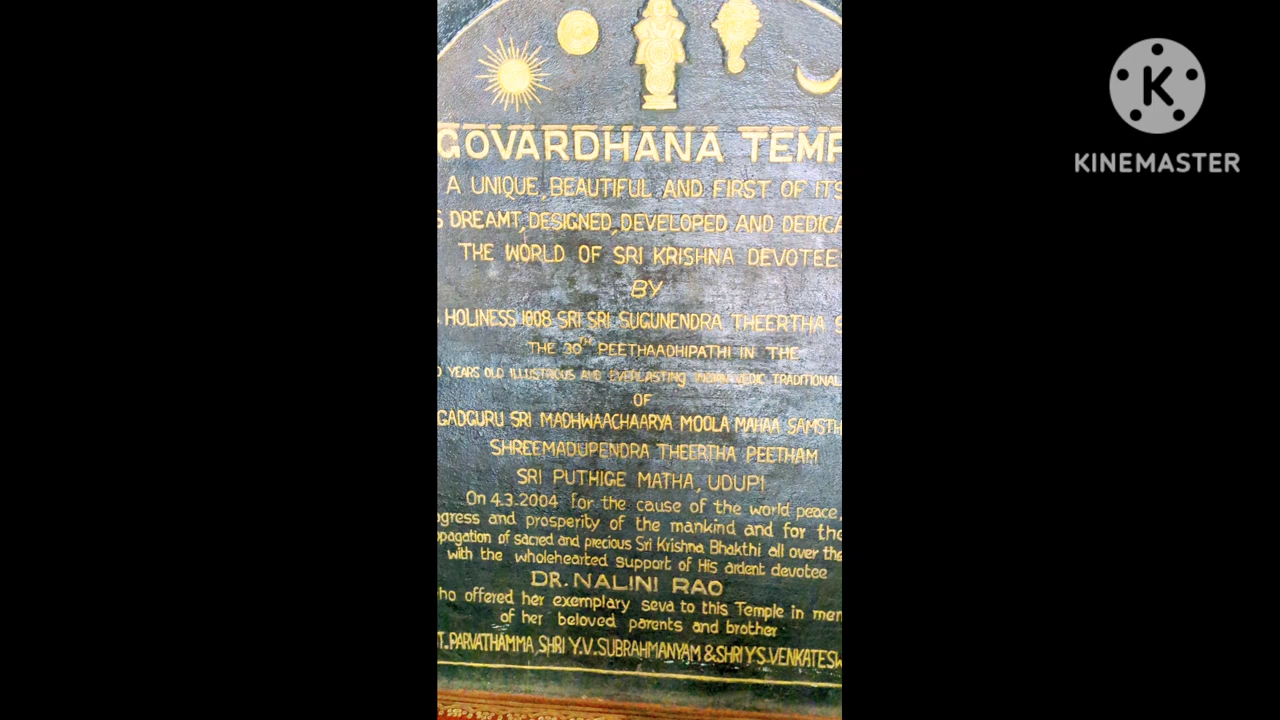 GOVARDHANA TEMP
A UNIQUE, BEAUTIFUL AND FIRST OF ITS
S DREAMT, DESIGNED, DEVELOPED AND DEDICA
THE WORLD OF SRI KRISHNA DEVOTEE
BY
HOLINESS 1008 SRI SRI SUGUNENDRA THEERTHA S
THE 30TH PEETHAADHIPATHI IN THE
YEARS OLD ILLUSTRIOUS AND EVERLASTING INDIAN VEDIC TRADITIONAL
OF
GADGURU SRI MADHWAACHAARYA MOOLA MAHAA SAMSTH
SHREEMADUPENDRA THEERTHA PEETHAM
SRI PUTHIGE MATHA, UDUPI
On 4.3.2004 for the cause of the world peace,
ogress and prosperity of the mankind and for the
opagation of sacred and precious Sri Krishna Bhakthi all over the
with the wholehearted support of His ardent devotee
DR. NALINI RAO
ho offered her exemplary seva to this Temple in mem
of her beloved parents and brother
T. PARVATHAMMA, SHRI Y.V. SUBRAHMANYAM & SHRI Y.S. VENKATESW
KINEMASTER